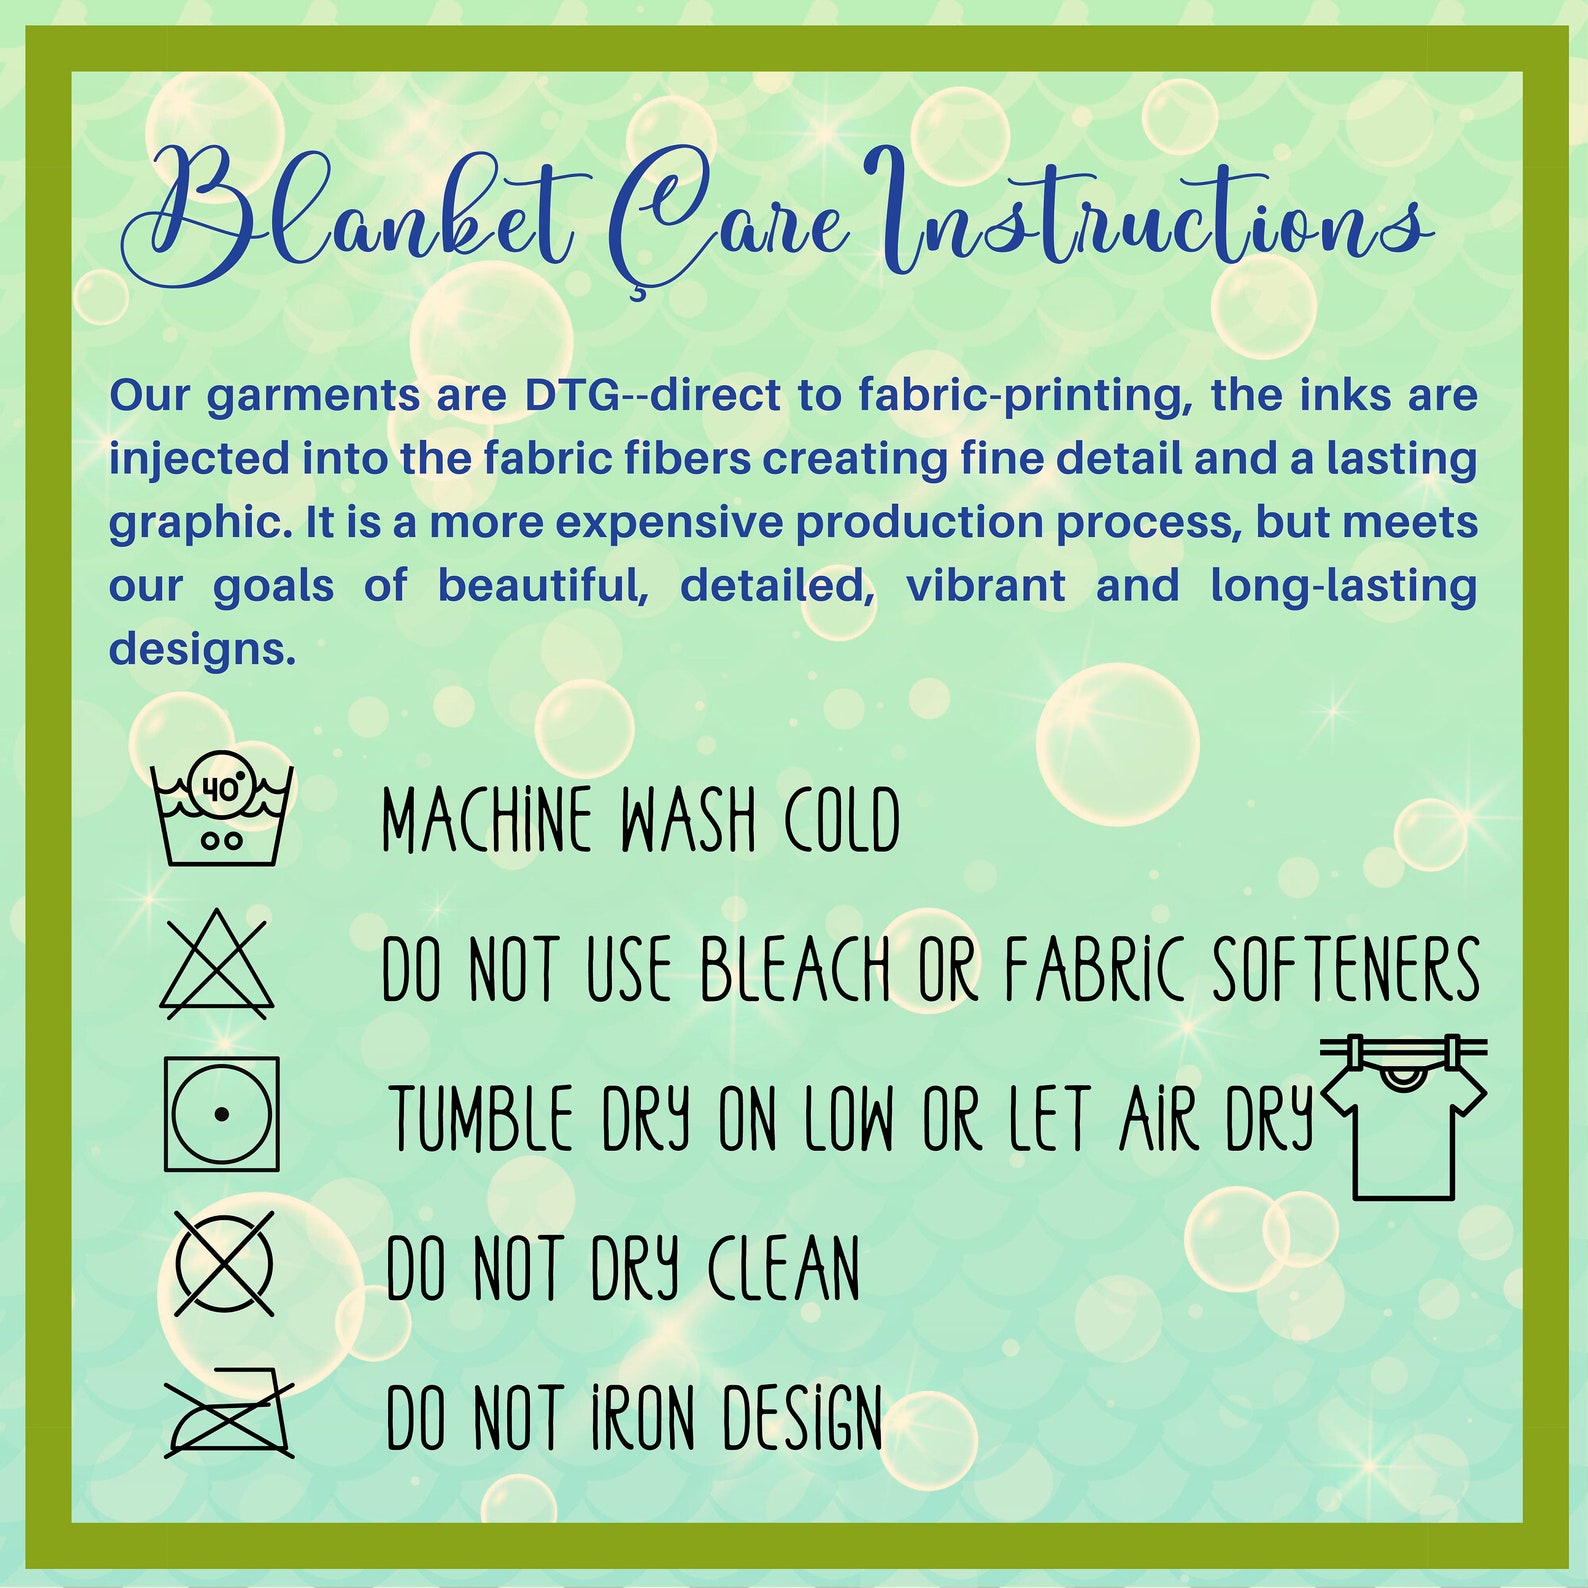 Blanket Çare Instructions
Our garments are DTG--direct to fabric-printing, the inks are
injected into the fabric fibers creating fine detail and a lasting
graphic. It is a more expensive production process, but meets
our goals of beautiful, detailed, vibrant and long-lasting
designs.
40°
MACHINE WASH COLD
DO NOT USE BLEACH OR FABRIC SOFTENERS
TUMBLE DRY ON LOW OR LET AIR DRY
DO NOT DRY CLEAN
DO NOT IRON DESIGN